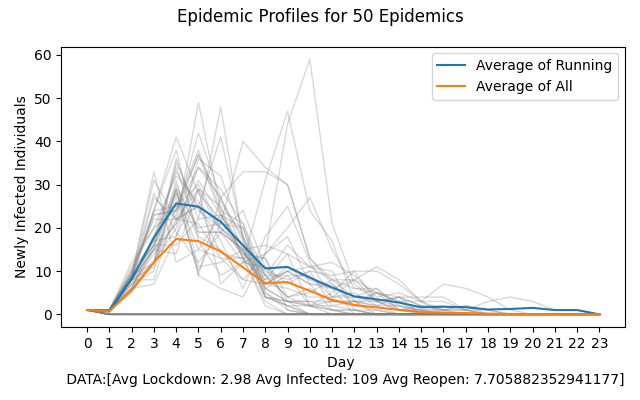 Epidemic Profiles for 50 Epidemics
60
50
40
30
20
10
0
Newly Infected Individuals
Average of Running
Average of All
0 1 2 3 4 5 6 7 8 9 10 11 12 13 14 15 16 17 18 19 20 21 22 23
Day
DATA:[Avg Lockdown: 2.98 Avg Infected: 109 Avg Reopen: 7.705882352941177]